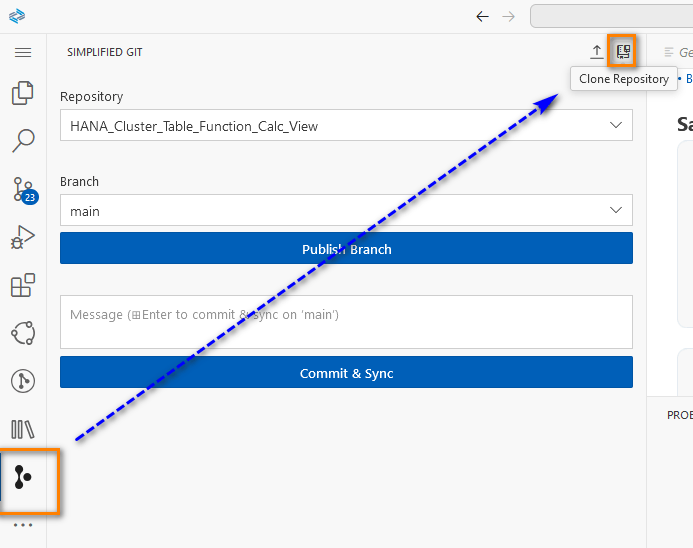 SIMPLIFIED GIT
Ge
Clone Repository
B
Repository
HANA_Cluster_Table_Function_Calc_View
Sa
Branch
23
main
Publish Branch
Message (⊞Enter to commit & sync on 'main')
Commit & Sync
PROB